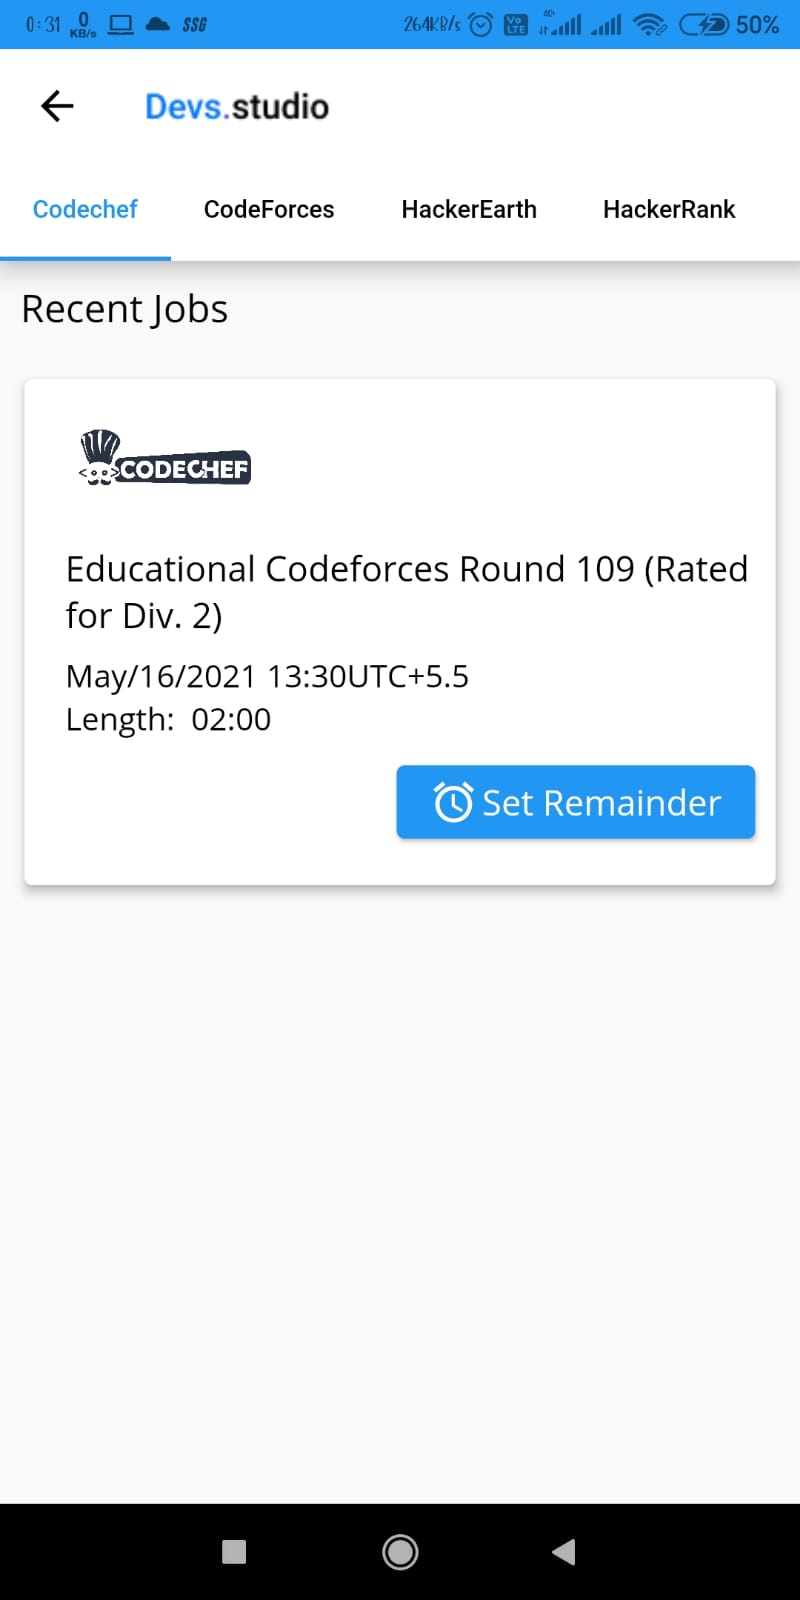 0:31 0 KB/s SSG 264KB/s Vo LTE 4G+ 50%
Devs.studio
Codechef CodeForces HackerEarth HackerRank
Recent Jobs
CODECHEF
Educational Codeforces Round 109 (Rated
for Div. 2)
May/16/2021 13:30UTC+5.5
Length: 02:00
Set Remainder